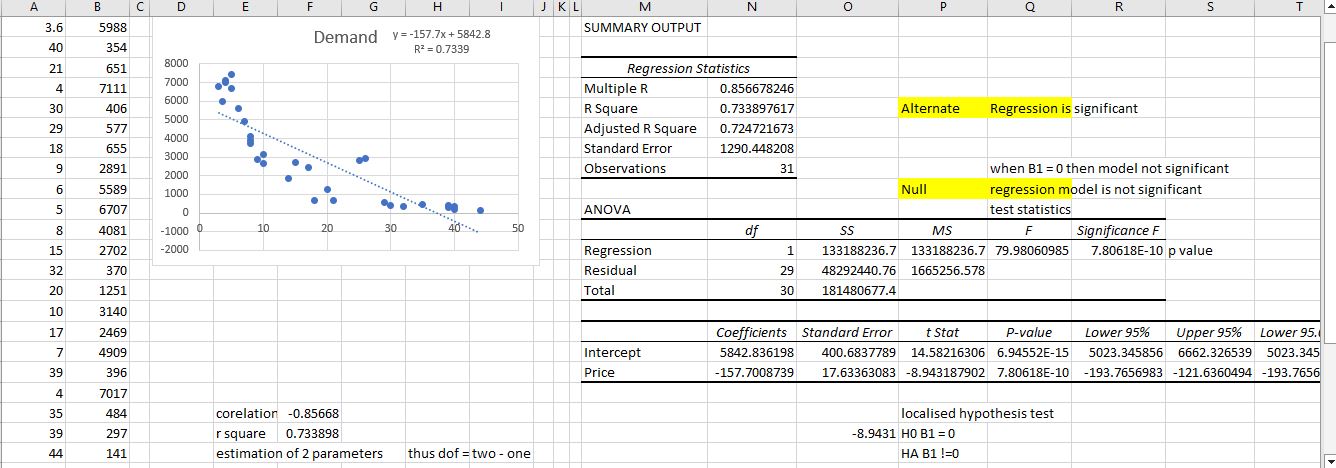 A B C D E F G H I J K L M N O P Q R S T
3.6 5988 Demand y = -157.7x + 5842.8 SUMMARY OUTPUT
R² = 0.7339
40 354
8000
21 651 Regression Statistics
7000
4 7111 Multiple R 0.856678246
6000
30 406 R Square 0.733897617 Alternate Regression is significant
5000
29 577 Adjusted R Square 0.724721673
4000
18 655 Standard Error 1290.448208
3000
9 2891 Observations 31 when B1 = 0 then model not significant
2000
6 5589 Null regression model is not significant
1000
5 6707 ANOVA test statistics
0
8 4081 df SS MS F Significance F
-1000 0 10 20 30 40 50
15 2702 Regression 1 133188236.7 133188236.7 79.98060985 7.80618E-10 p value
-2000
32 370 Residual 29 48292440.76 1665256.578
20 1251 Total 30 181480677.4
10 3140
17 2469 Coefficients Standard Error t Stat P-value Lower 95% Upper 95% Lower 95.
7 4909 Intercept 5842.836198 400.6837789 14.58216306 6.94552E-15 5023.345856 6662.326539 5023.345
39 396 Price -157.7008739 17.63363083 -8.943187902 7.80618E-10 -193.7656983 -121.6360494 -193.7656
4 7017
35 484 corelation -0.85668 localised hypothesis test
39 297 r square 0.733898 -8.9431 H0 B1 = 0
44 141 estimation of 2 parameters thus dof = two - one HA B1 !=0